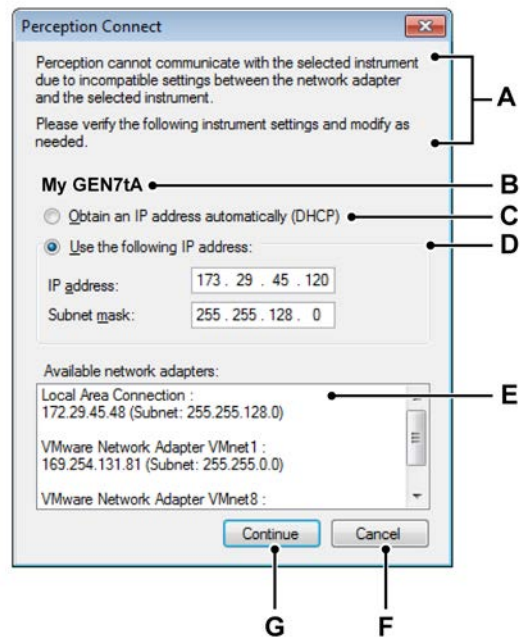 Perception Connect
Perception cannot communicate with the selected instrument
due to incompatible settings between the network adapter
and the selected instrument.
Please verify the following instrument settings and modify as
needed.
A
My GEN7tA
B
Obtain an IP address automatically (DHCP)
C
Use the following IP address:
D
IP address:
173 . 29 . 45 . 120
Subnet mask:
255 . 255 . 128 . 0
Available network adapters:
Local Area Connection :
172.29.45.48 (Subnet: 255.255.128.0)
E
VMware Network Adapter VMnet1 :
169.254.131.81 (Subnet: 255.255.0.0)
VMware Network Adapter VMnet8 :
Continue
Cancel
G
F